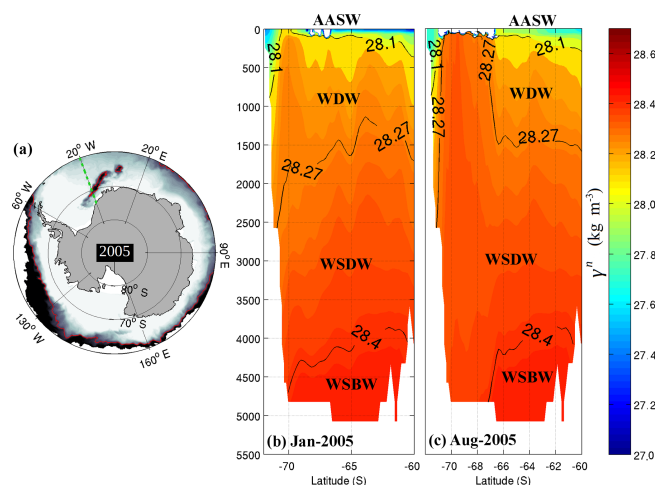 AASW
AASW
(a)
20° W
20° E
60° W
90° E
130° W
160° E
80° S
70° S
2005
0
500
1000
1500
2000
2500
3000
3500
4000
4500
5000
5500
28.1
28.1
WDW
28.27
28.27
WSDW
28.4
WSBW
(b) Jan-2005
-70
-65
-60
Latitude (S)
28.1
28.27
28.27
28.1
WDW
28.27
WSDW
28.4
WSBW
(c) Aug-2005
-70
-68
-66
-64
-62
-60
Latitude (S)
28.8
28.6
28.4
28.2
28.0
27.8
27.6
27.4
27.2
27.0
γⁿ (kg m⁻³)